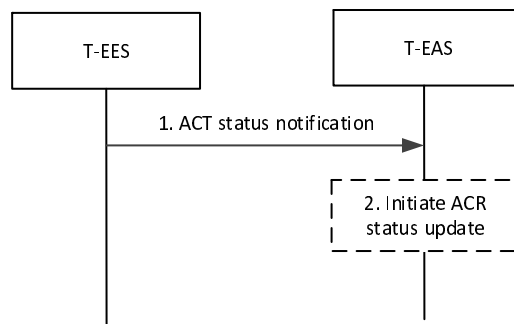 T-EES
T-EAS
1. ACT status notification
2. Initiate ACR
status update